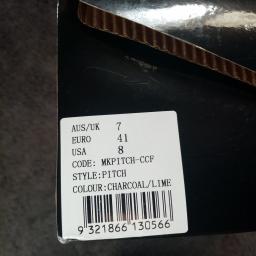 AUS/UK 7
EURO 41
USA 8
CODE: MKPITCH-CCF
STYLE:PITCH
COLOUR:CHARCOAL/LIME
9 321866 130566